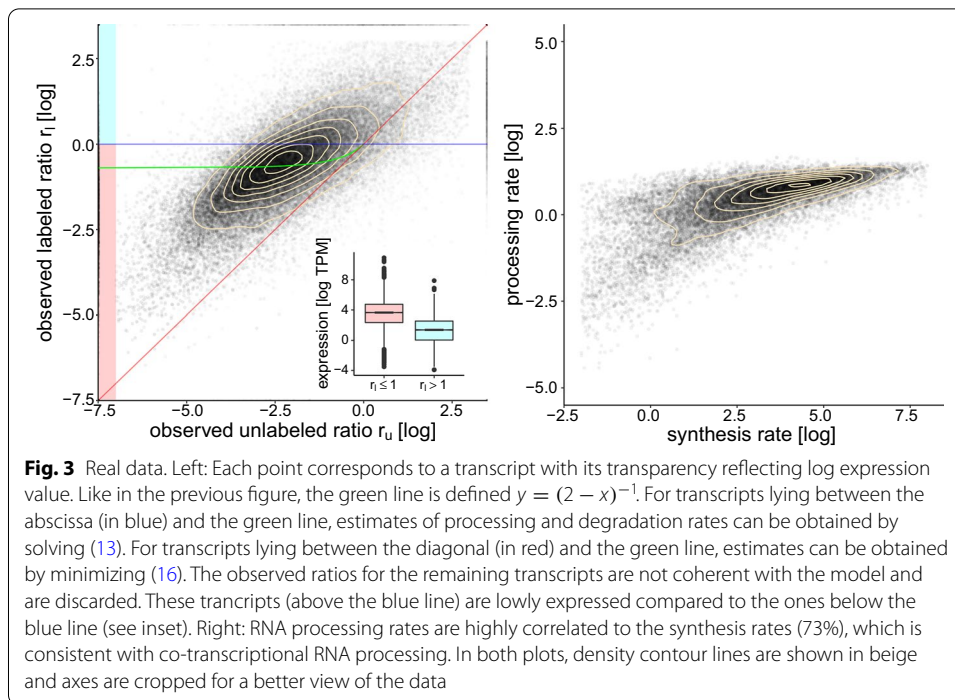 2.5
0.0
−2.5
−5.0
−7.5
observed labeled ratio rl [log]
−7.5
−5.0
−2.5
0.0
2.5
observed unlabeled ratio ru [log]
expression [log TPM]
8
4
0
−4
rl ≤ 1
rl > 1
5.0
2.5
0.0
−2.5
−5.0
processing rate [log]
−2.5
0.0
2.5
5.0
7.5
synthesis rate [log]
Fig. 3 Real data. Left: Each point corresponds to a transcript with its transparency reflecting log expression
value. Like in the previous figure, the green line is defined y = (2 − x)⁻¹. For transcripts lying between the
abscissa (in blue) and the green line, estimates of processing and degradation rates can be obtained by
solving (13). For transcripts lying between the diagonal (in red) and the green line, estimates can be obtained
by minimizing (16). The observed ratios for the remaining transcripts are not coherent with the model and
are discarded. These trancripts (above the blue line) are lowly expressed compared to the ones below the
blue line (see inset). Right: RNA processing rates are highly correlated to the synthesis rates (73%), which is
consistent with co-transcriptional RNA processing. In both plots, density contour lines are shown in beige
and axes are cropped for a better view of the data